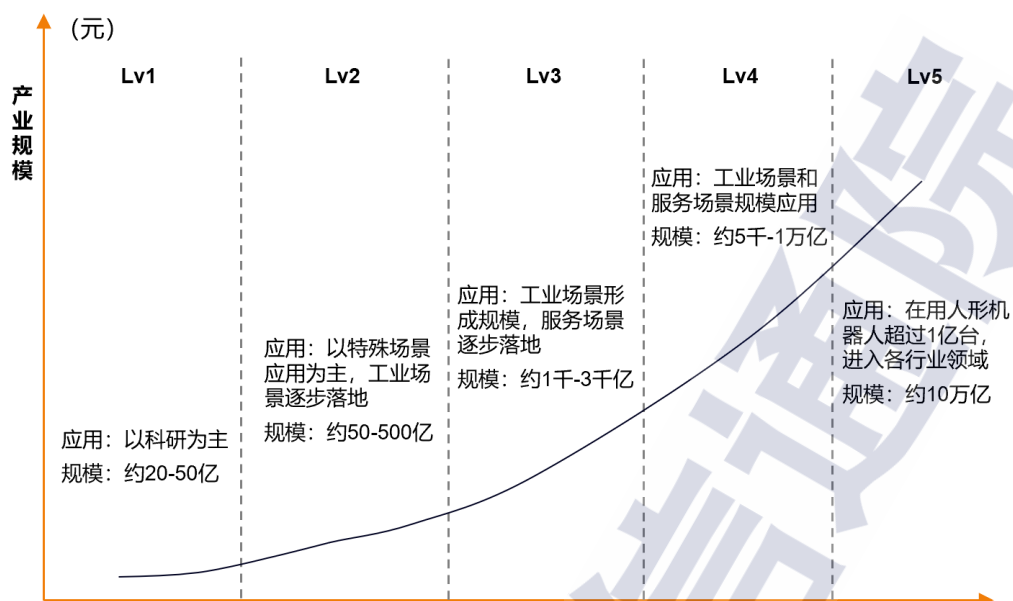 (元)
产业规模
Lv1
Lv2
Lv3
Lv4
Lv5
应用：以科研为主
规模：约20-50亿
应用：以特殊场景
应用为主，工业场
景逐步落地
规模：约50-500亿
应用：工业场景形
成规模，服务场景
逐步落地
规模：约1千-3千亿
应用：工业场景和
服务场景规模应用
规模：约5千-1万亿
应用：在用人形机
器人超过1亿台，
进入各行业领域
规模：约10万亿
信通院